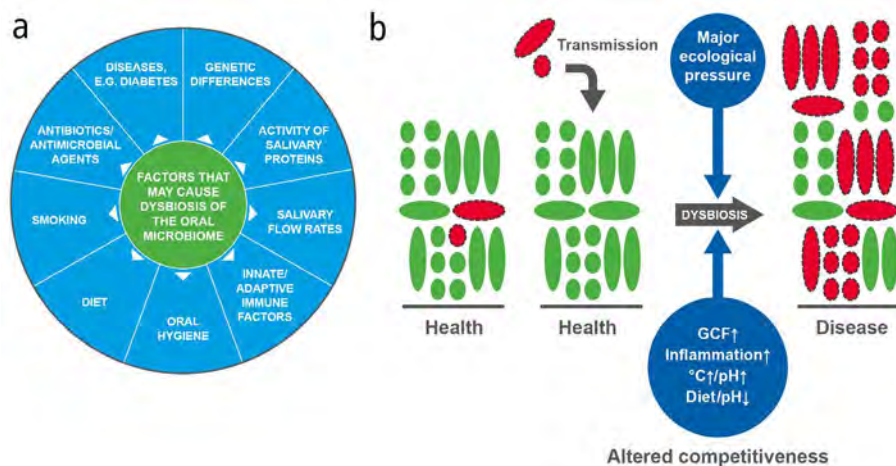 a
DISEASES,
E.G. DIABETES
GENETIC
DIFFERENCES
ACTIVITY OF
SALIVARY
PROTEINS
SALIVARY
FLOW RATES
INNATE/
ADAPTIVE
IMMUNE
FACTORS
ORAL
HYGIENE
DIET
SMOKING
ANTIBIOTICS/
ANTIMICROBIAL
AGENTS
FACTORS THAT
MAY CAUSE
DYSBIOSIS OF
THE ORAL
MICROBIOME
b
Transmission
Major
ecological
pressure
DYSBIOSIS
Health
Health
Disease
GCF↑
Inflammation↑
°C↑/pH↑
Diet/pH↓
Altered competitiveness